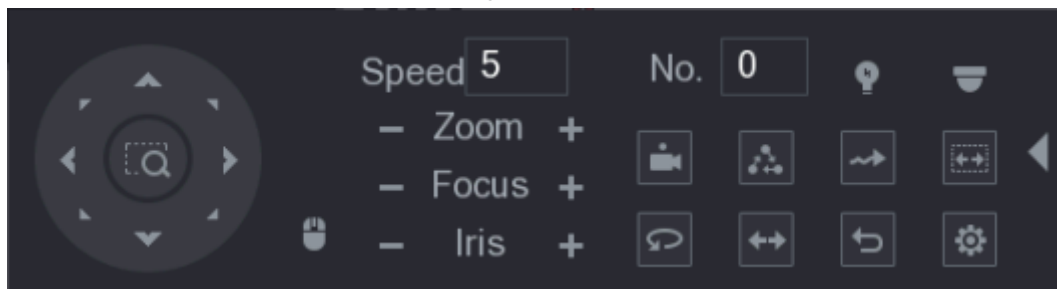 Speed 5 No. 0
– Zoom +
– Focus +
– Iris +